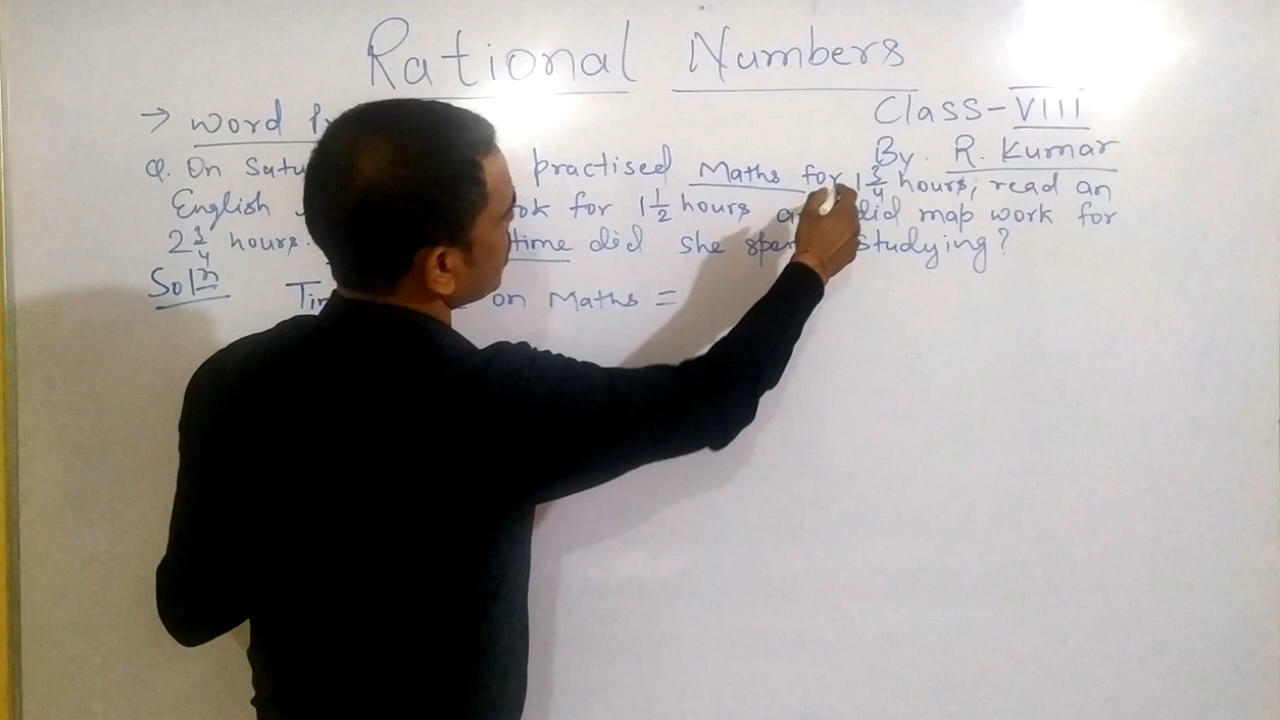 Rational Numbers
→ Word
Class-VIII
By. R. Kumar
Q. On practised Maths for 1 3/4 hours, read an
English for 1 1/2 hours did map work for
2 3/4 hours. time did she studying?
Solⁿ on Maths =